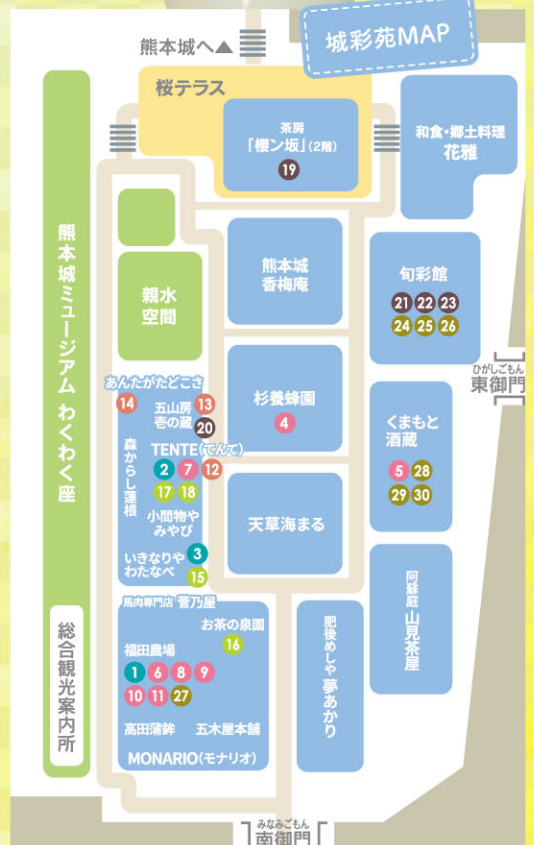 城彩苑MAP
熊本城へ▲
桜テラス
茶房
「櫨ン坂」(2階)
19
和食・郷土料理
花雅
熊本城ミュージアム わくわく座
総合観光案内所
親水
空間
熊本城
香梅庵
旬彩館
21 22 23
24 25 26
ひがしごもん
東御門
杉養蜂園
4
くまもと
酒蔵
5 28
29 30
あんたがたどこさ
14
五山房 13
壱の蔵 20
森からし蓮根
TENTE(てんて)
2 7 12
17 18
小間物や
みやび
いきなりや 3
わたなべ 15
天草海まる
阿蘇庭 山見茶屋
馬肉専門店 菅乃屋
お茶の泉園
16
福田農場
1 6 8 9
10 11 27
高田蒲鉾 五木屋本舗
MONARIO(モナリオ)
肥後めしや 夢あかり
みなみごもん
南御門